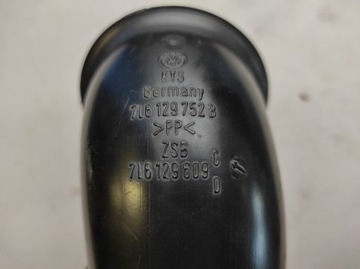 KVS
Germany
7L6 129 752 B
>PP<
ZSB
7L6 129 609 C
D